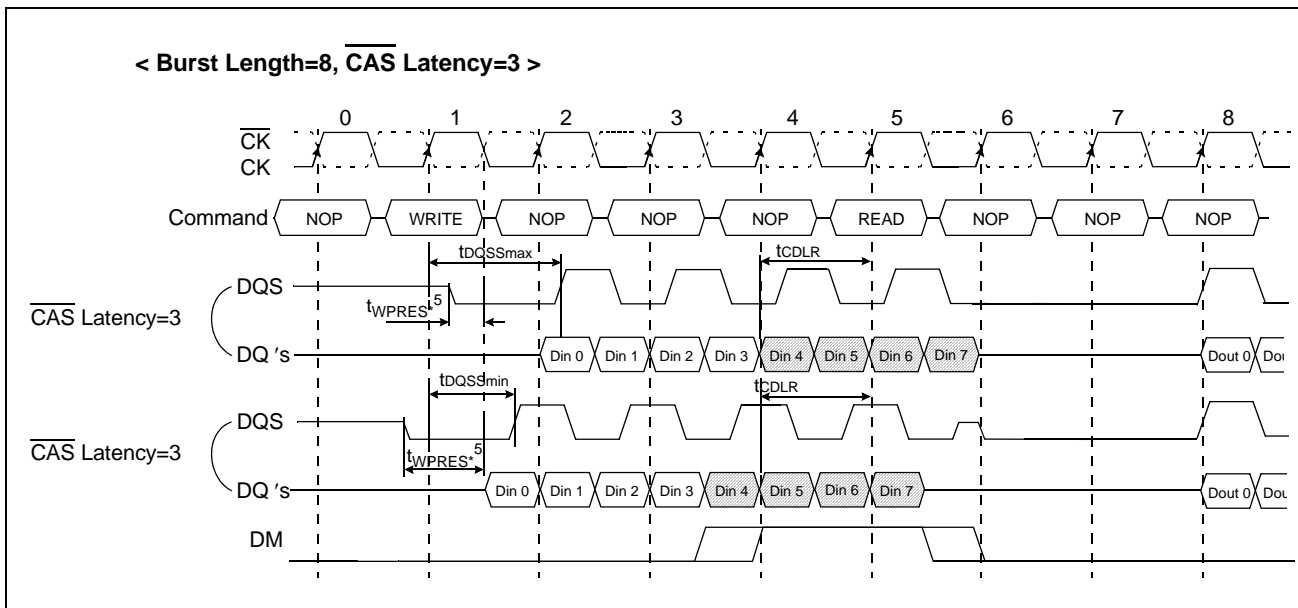 < Burst Length=8, CAS Latency=3 >
0 1 2 3 4 5 6 7 8
CK
CK
Command NOP WRITE NOP NOP NOP READ NOP NOP NOP
tDQSSmax tCDLR
DQS
tWPRES*5
CAS Latency=3
DQ 's Din 0 Din 1 Din 2 Din 3 Din 4 Din 5 Din 6 Din 7 Dout 0
tDQSSmin tCDLR
DQS
CAS Latency=3
tWPRES*5
DQ 's Din 0 Din 1 Din 2 Din 3 Din 4 Din 5 Din 6 Din 7 Dout 0
DM